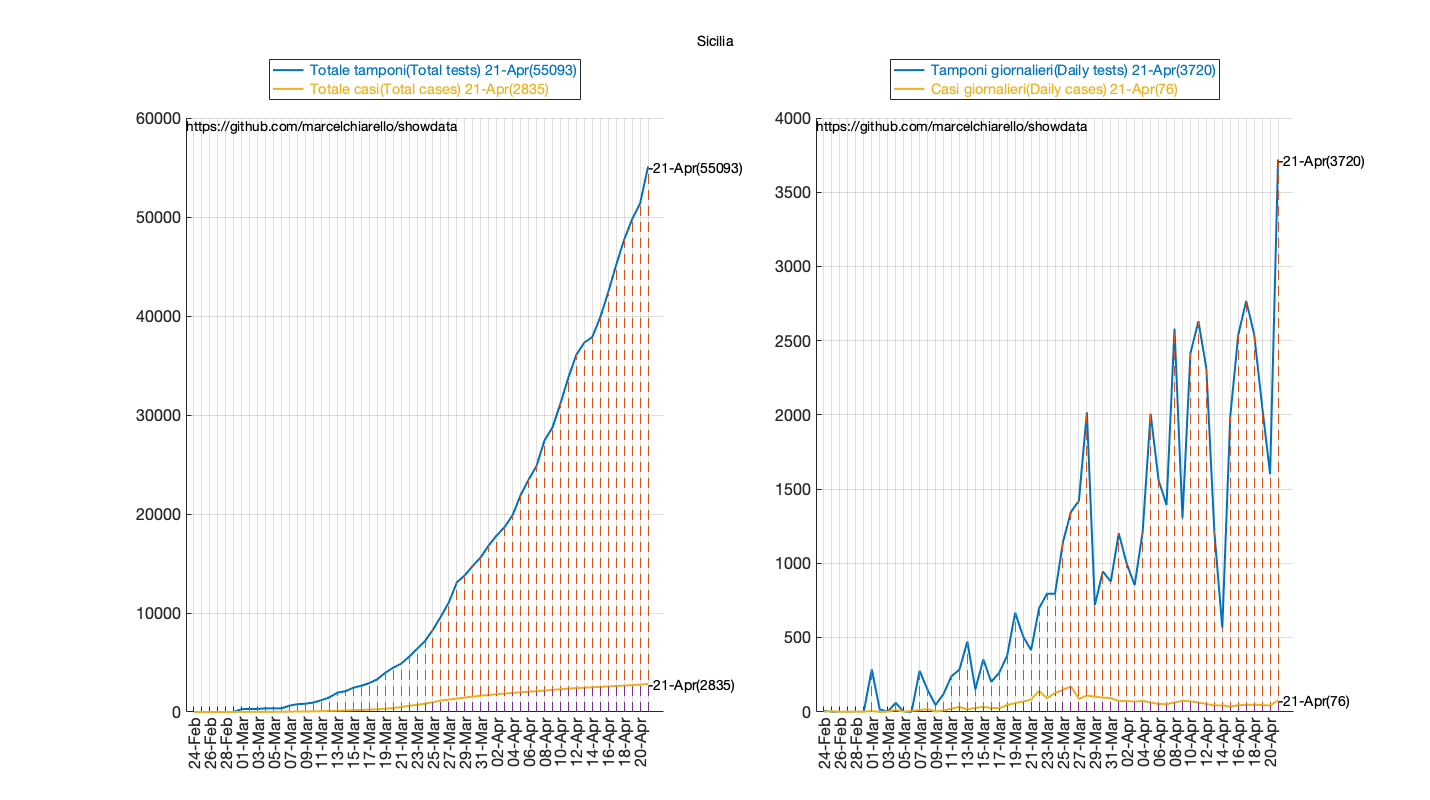 Sicilia
Totale tamponi(Total tests) 21-Apr(55093)
Totale casi(Total cases) 21-Apr(2835)
60000
50000
40000
30000
20000
10000
0
https://github.com/marcelchiarello/showdata
21-Apr(55093)
21-Apr(2835)
24-Feb
26-Feb
28-Feb
01-Mar
03-Mar
05-Mar
07-Mar
09-Mar
11-Mar
13-Mar
15-Mar
17-Mar
19-Mar
21-Mar
23-Mar
25-Mar
27-Mar
29-Mar
31-Mar
02-Apr
04-Apr
06-Apr
08-Apr
10-Apr
12-Apr
14-Apr
16-Apr
18-Apr
20-Apr
Tamponi giornalieri(Daily tests) 21-Apr(3720)
Casi giornalieri(Daily cases) 21-Apr(76)
4000
3500
3000
2500
2000
1500
1000
500
0
https://github.com/marcelchiarello/showdata
21-Apr(3720)
21-Apr(76)
24-Feb
26-Feb
28-Feb
01-Mar
03-Mar
05-Mar
07-Mar
09-Mar
11-Mar
13-Mar
15-Mar
17-Mar
19-Mar
21-Mar
23-Mar
25-Mar
27-Mar
29-Mar
31-Mar
02-Apr
04-Apr
06-Apr
08-Apr
10-Apr
12-Apr
14-Apr
16-Apr
18-Apr
20-Apr